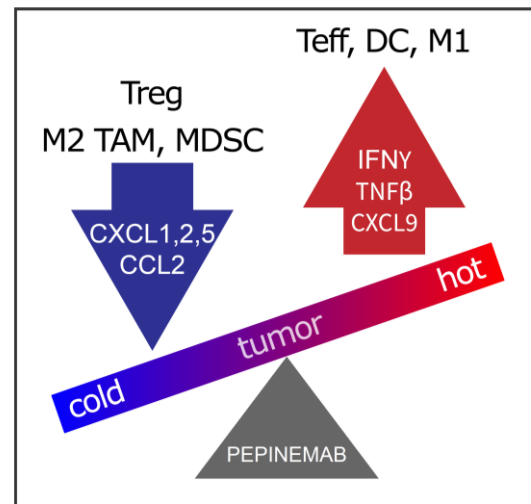 Teff, DC, M1
Treg
M2 TAM, MDSC
IFNγ
TNFβ
CXCL9
CXCL1,2,5
CCL2
hot
tumor
cold
PEPINEMAB